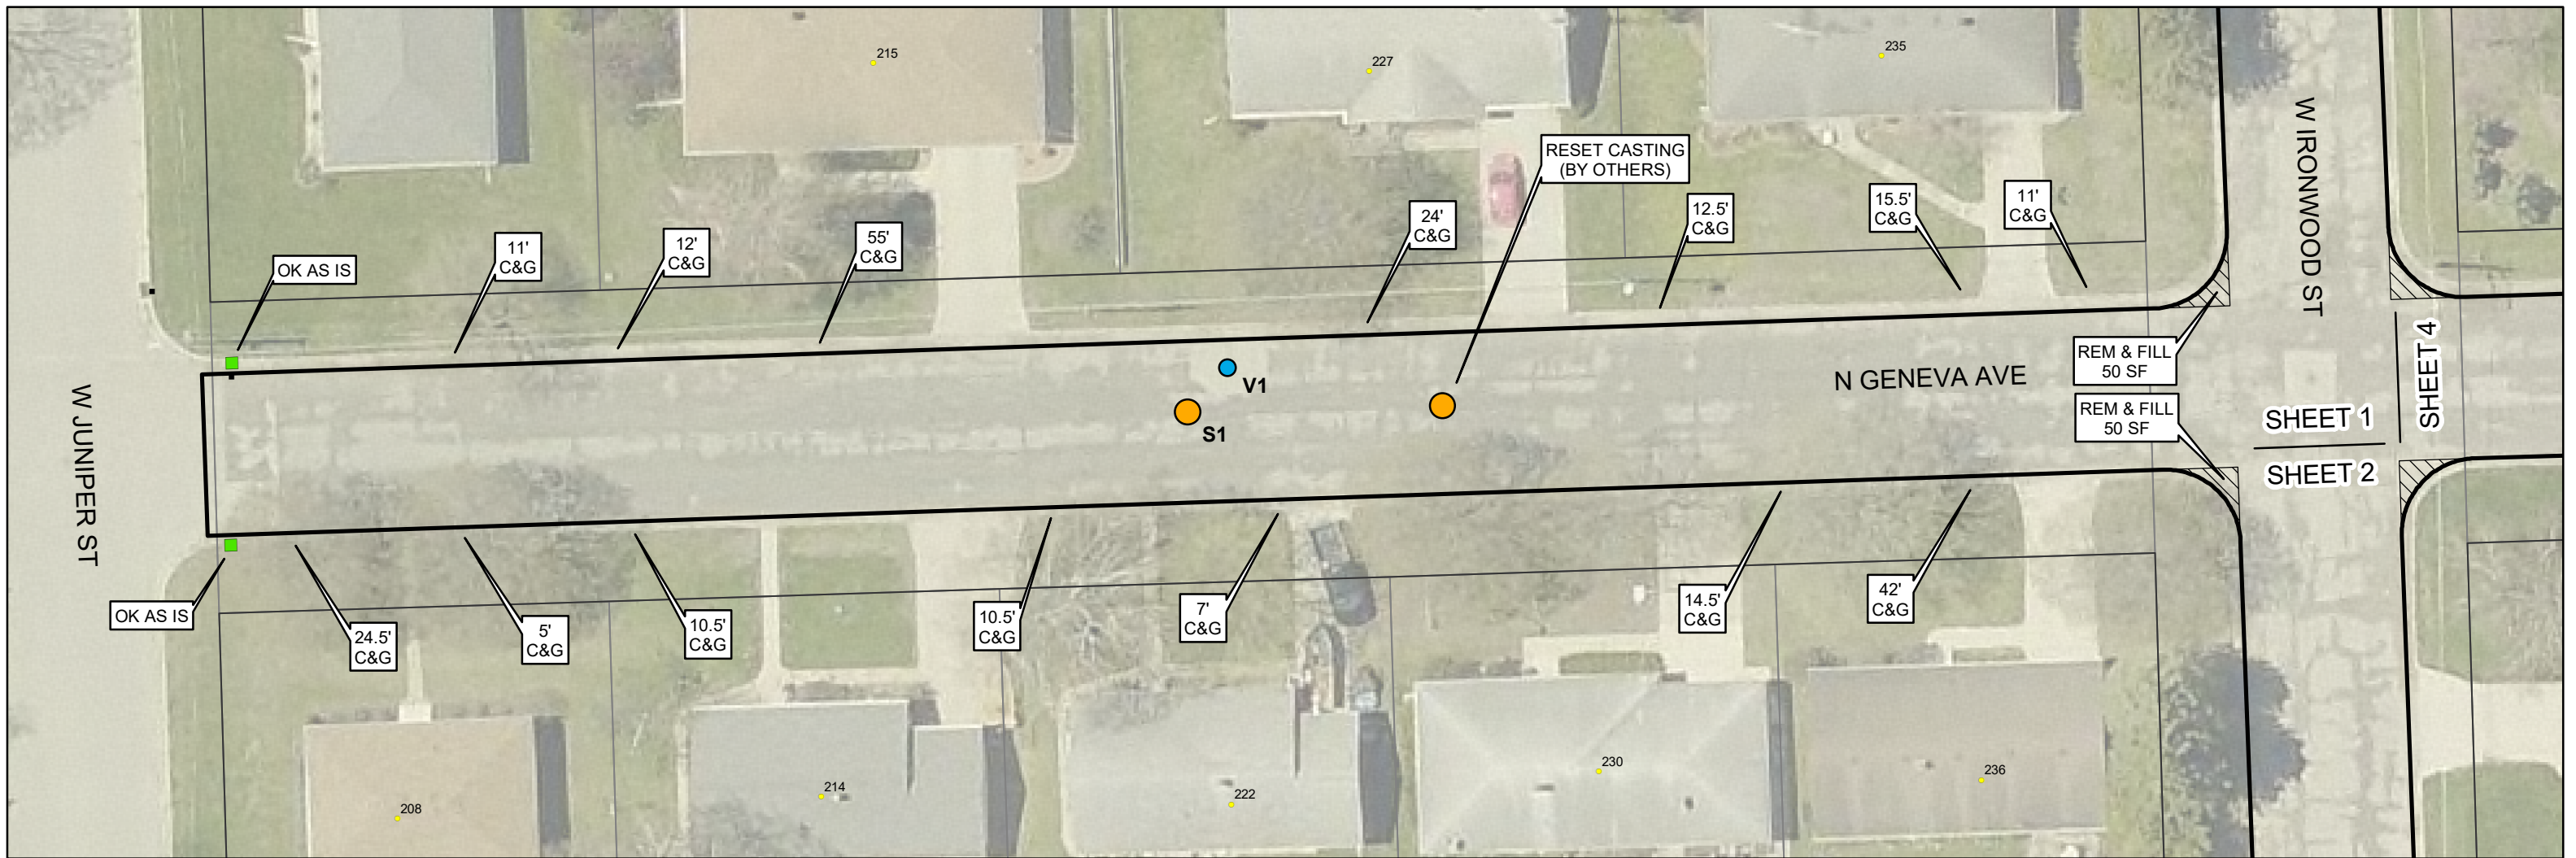 215
227
235
RESET CASTING
(BY OTHERS)
W IRONWOOD ST
OK AS IS
11'
C&G
12'
C&G
55'
C&G
24'
C&G
12.5'
C&G
15.5'
C&G
11'
C&G
W JUNIPER ST
V1
S1
N GENEVA AVE
REM & FILL
50 SF
REM & FILL
50 SF
SHEET 1
SHEET 2
SHEET 4
OK AS IS
24.5'
C&G
5'
C&G
10.5'
C&G
10.5'
C&G
7'
C&G
14.5'
C&G
42'
C&G
208
214
222
230
236